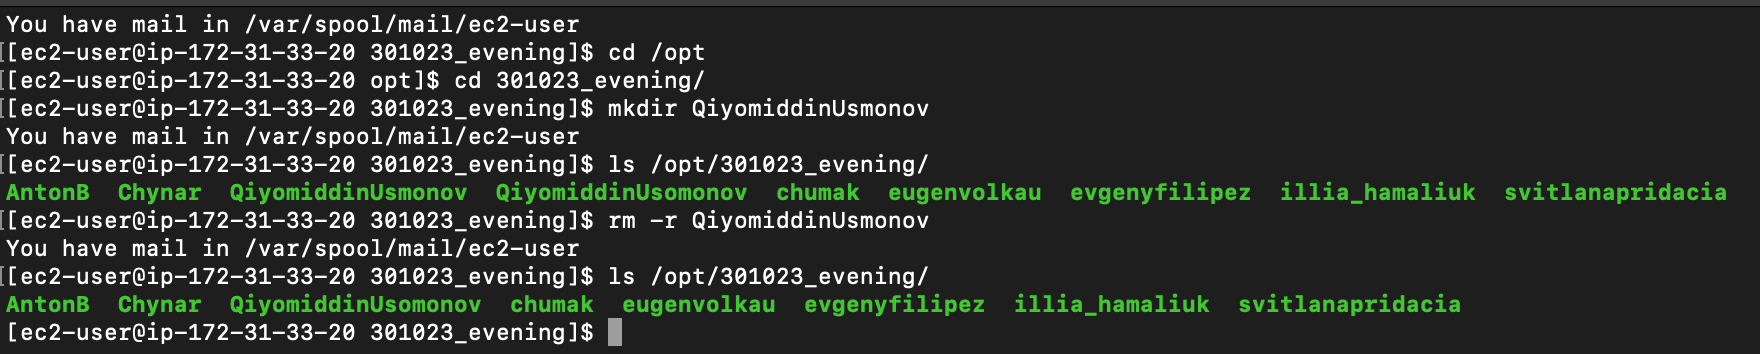 You have mail in /var/spool/mail/ec2-user
[[ec2-user@ip-172-31-33-20 301023_evening]$ cd /opt
[[ec2-user@ip-172-31-33-20 opt]$ cd 301023_evening/
[[ec2-user@ip-172-31-33-20 301023_evening]$ mkdir QiyomiddinUsmonov
You have mail in /var/spool/mail/ec2-user
[[ec2-user@ip-172-31-33-20 301023_evening]$ ls /opt/301023_evening/
AntonB  Chynar  QiyomiddinUsmonov  QiyomiddinUsomonov  chumak  eugenvolkau  evgenyfilipez  illia_hamaliuk  svitlanapridacia
[[ec2-user@ip-172-31-33-20 301023_evening]$ rm -r QiyomiddinUsmonov
You have mail in /var/spool/mail/ec2-user
[[ec2-user@ip-172-31-33-20 301023_evening]$ ls /opt/301023_evening/
AntonB  Chynar  QiyomiddinUsomonov  chumak  eugenvolkau  evgenyfilipez  illia_hamaliuk  svitlanapridacia
[ec2-user@ip-172-31-33-20 301023_evening]$